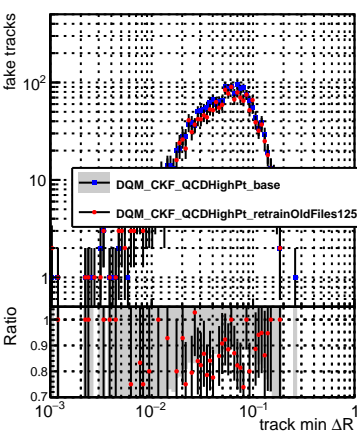 fake tracks
10²
10
1
DQM_CKF_QCDHighPt_base
DQM_CKF_QCDHighPt_retrainOldFiles125
Ratio
1
0.9
0.8
0.7
10⁻³ 10⁻² 10⁻¹ 1
track min ΔR